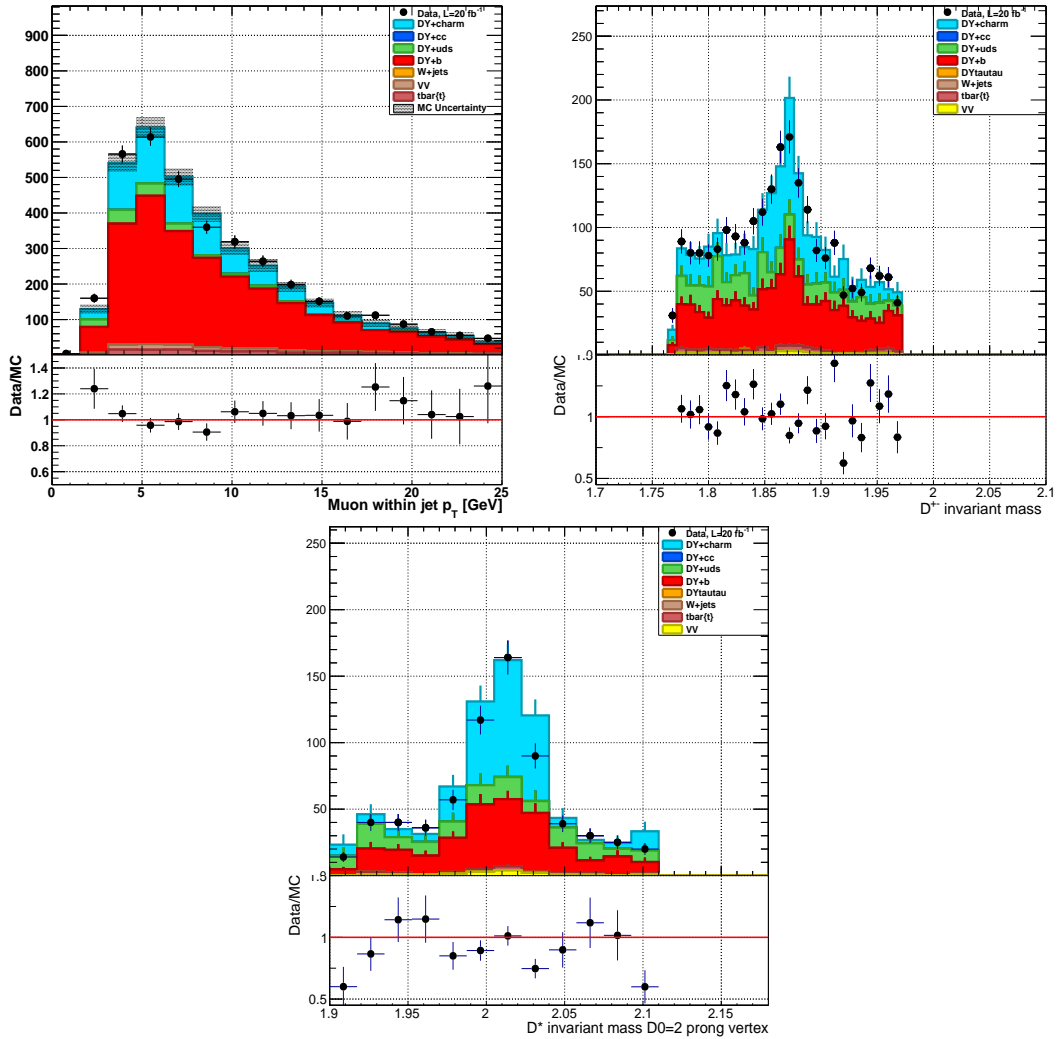 900
800
700
600
500
400
300
200
100
Data, L=20 fb⁻¹
DY+charm
DY+cc
DY+uds
DY+b
W+jets
VV
tbar{t}
MC Uncertainty
Data/MC
1.4
1.2
1
0.8
0.6
0 5 10 15 20 25
Muon within jet p_T [GeV]
250
200
150
100
50
Data, L=20 fb⁻¹
DY+charm
DY+cc
DY+uds
DY+b
DYtautau
W+jets
tbar{t}
VV
Data/MC
1
0.5
1.7 1.8 1.85 1.9 1.95 2 2.05 2.1
D⁺⁻ invariant mass
250
200
150
100
50
Data, L=20 fb⁻¹
DY+charm
DY+cc
DY+uds
DY+b
DYtautau
W+jets
tbar{t}
VV
Data/MC
1
0.5
1.9 1.95 2 2.05 2.1 2.15
D* invariant mass D0=2 prong vertex